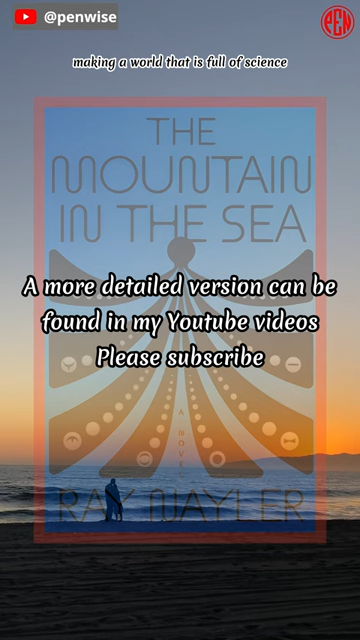 @penwise
PEN
making a world that is full of science
THE
MOUNTAIN
IN THE SEA
A more detailed version can be
found in my Youtube videos
Please subscribe
A NOVEL
RAY NAYLER